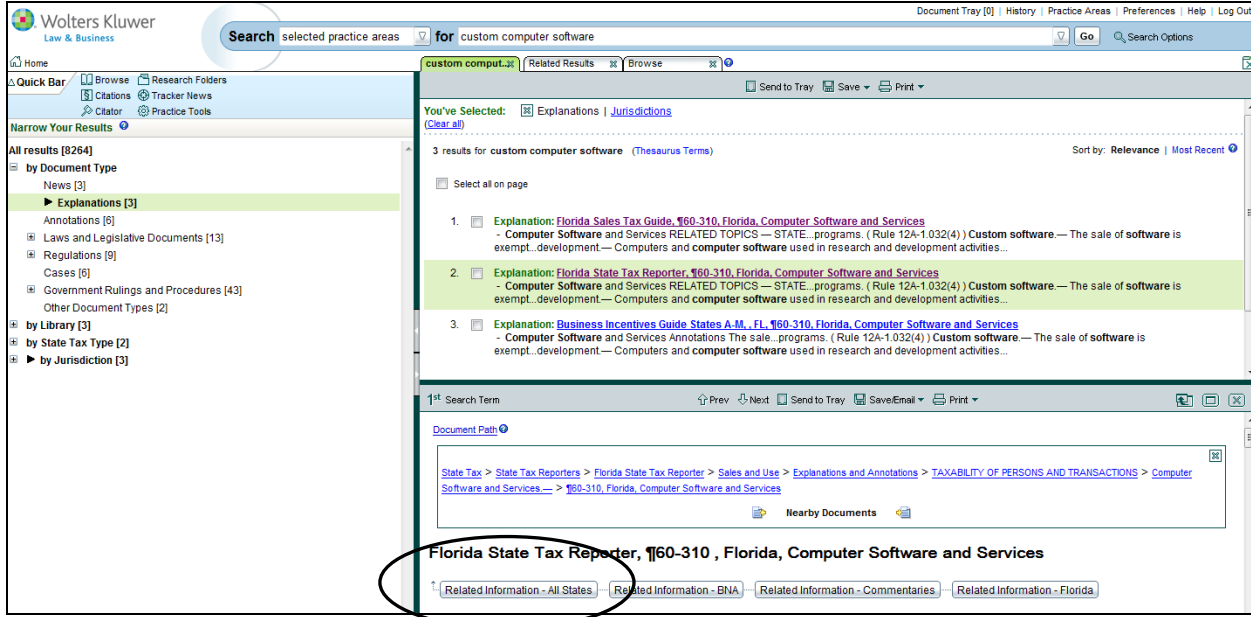 Document Tray [0] | History | Practice Areas | Preferences | Help | Log Out
Wolters Kluwer
Law & Business
Search selected practice areas for custom computer software Go Search Options
Home
Quick Bar
Browse Research Folders
Citations Tracker News
Citator Practice Tools
Narrow Your Results
All results [8264]
by Document Type
News [3]
Explanations [3]
Annotations [6]
Laws and Legislative Documents [13]
Regulations [9]
Cases [6]
Government Rulings and Procedures [43]
Other Document Types [2]
by Library [3]
by State Tax Type [2]
by Jurisdiction [3]
custom comput.. Related Results Browse
Send to Tray Save Print
You've Selected: Explanations | Jurisdictions
(Clear all)
3 results for custom computer software (Thesaurus Terms) Sort by: Relevance | Most Recent
Select all on page
1. Explanation: Florida Sales Tax Guide, ¶60-310, Florida, Computer Software and Services
- Computer Software and Services RELATED TOPICS — STATE...programs. ( Rule 12A-1.032(4) ) Custom software.— The sale of software is
exempt...development.— Computers and computer software used in research and development activities...
2. Explanation: Florida State Tax Reporter, ¶60-310, Florida, Computer Software and Services
- Computer Software and Services RELATED TOPICS — STATE...programs. ( Rule 12A-1.032(4) ) Custom software.— The sale of software is
exempt...development.— Computers and computer software used in research and development activities...
3. Explanation: Business Incentives Guide States A-M, , FL, ¶60-310, Florida, Computer Software and Services
- Computer Software and Services Annotations The sale...programs. ( Rule 12A-1.032(4) ) Custom software.— The sale of software is
exempt...development.— Computers and computer software used in research and development activities...
1st Search Term Prev Next Send to Tray Save/Email Print
Document Path
State Tax > State Tax Reporters > Florida State Tax Reporter > Sales and Use > Explanations and Annotations > TAXABILITY OF PERSONS AND TRANSACTIONS > Computer
Software and Services.— > ¶60-310, Florida, Computer Software and Services
Nearby Documents
Florida State Tax Reporter, ¶60-310 , Florida, Computer Software and Services
Related Information - All States Related Information - BNA Related Information - Commentaries Related Information - Florida